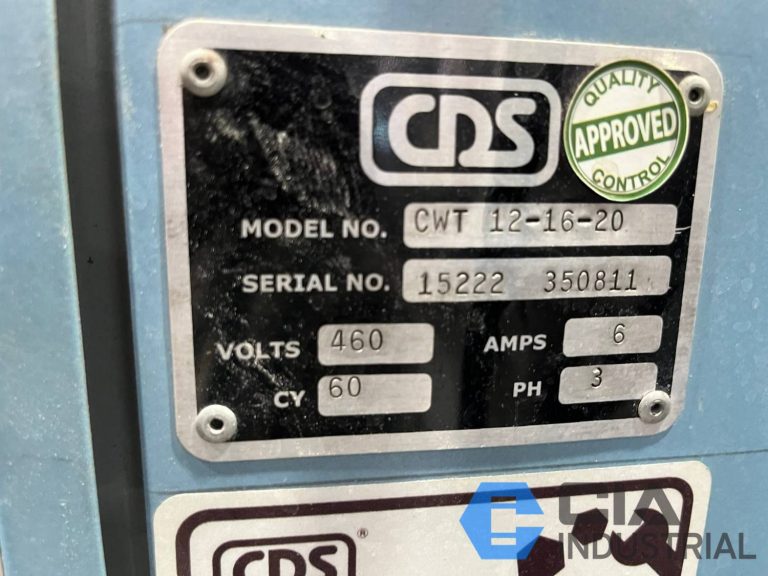 CDS
QUALITY
APPROVED
CONTROL
MODEL NO. CWT 12-16-20
SERIAL NO. 15222 350811
VOLTS 460 AMPS 6
CY 60 PH 3
CDS®
CIA
INDUSTRIAL